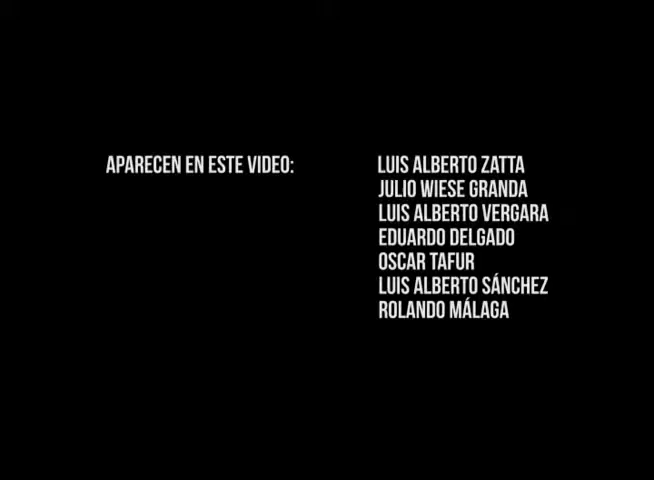 APARECEN EN ESTE VIDEO:
LUIS ALBERTO ZATTA
JULIO WIESE GRANDA
LUIS ALBERTO VERGARA
EDUARDO DELGADO
OSCAR TAFUR
LUIS ALBERTO SÁNCHEZ
ROLANDO MÁLAGA